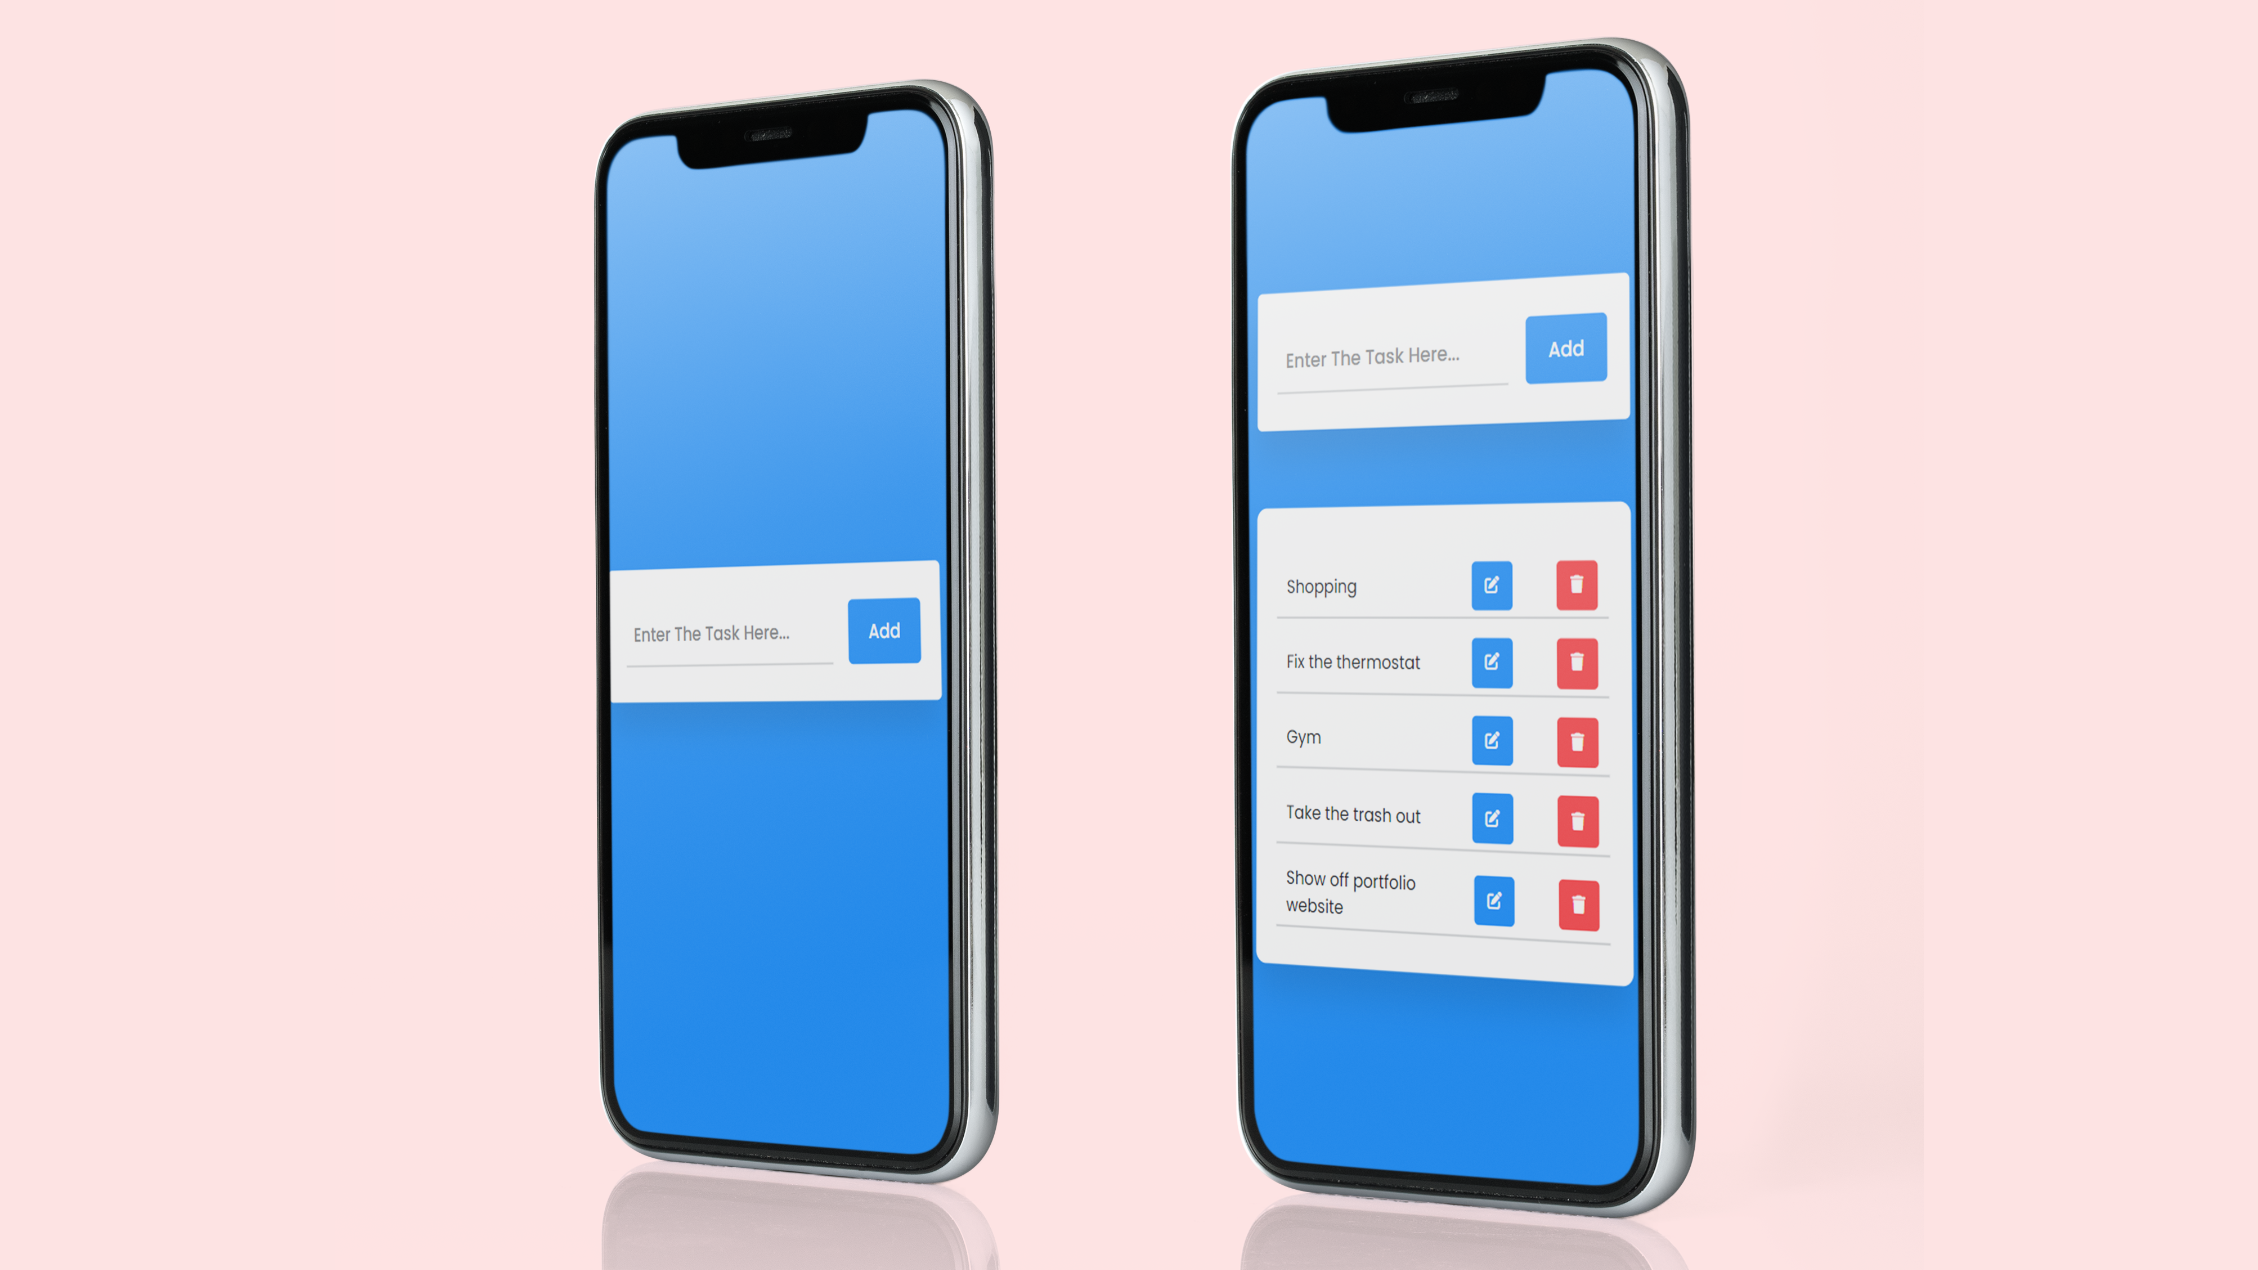 Enter The Task Here...
Add
Enter The Task Here...
Add
Shopping
Fix the thermostat
Gym
Take the trash out
Show off portfolio
website